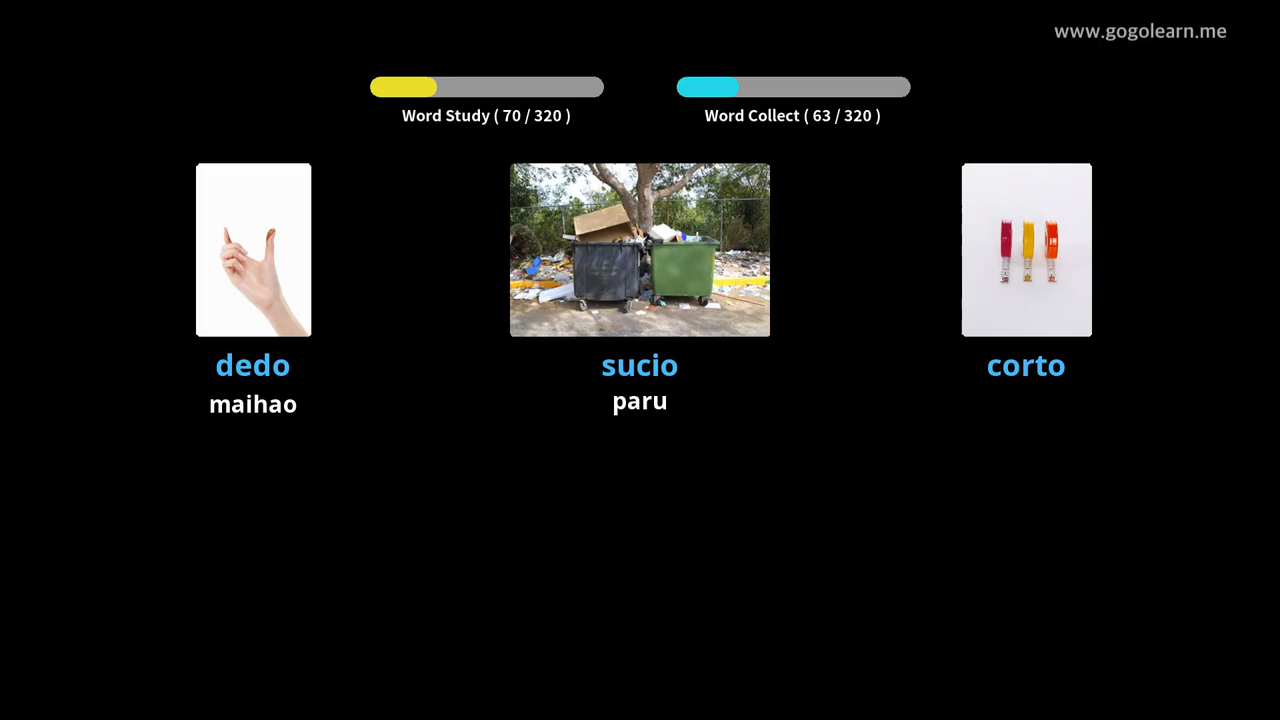 www.gogolearn.me
Word Study ( 70 / 320 )
Word Collect ( 63 / 320 )
dedo
sucio
corto
maihao
paru